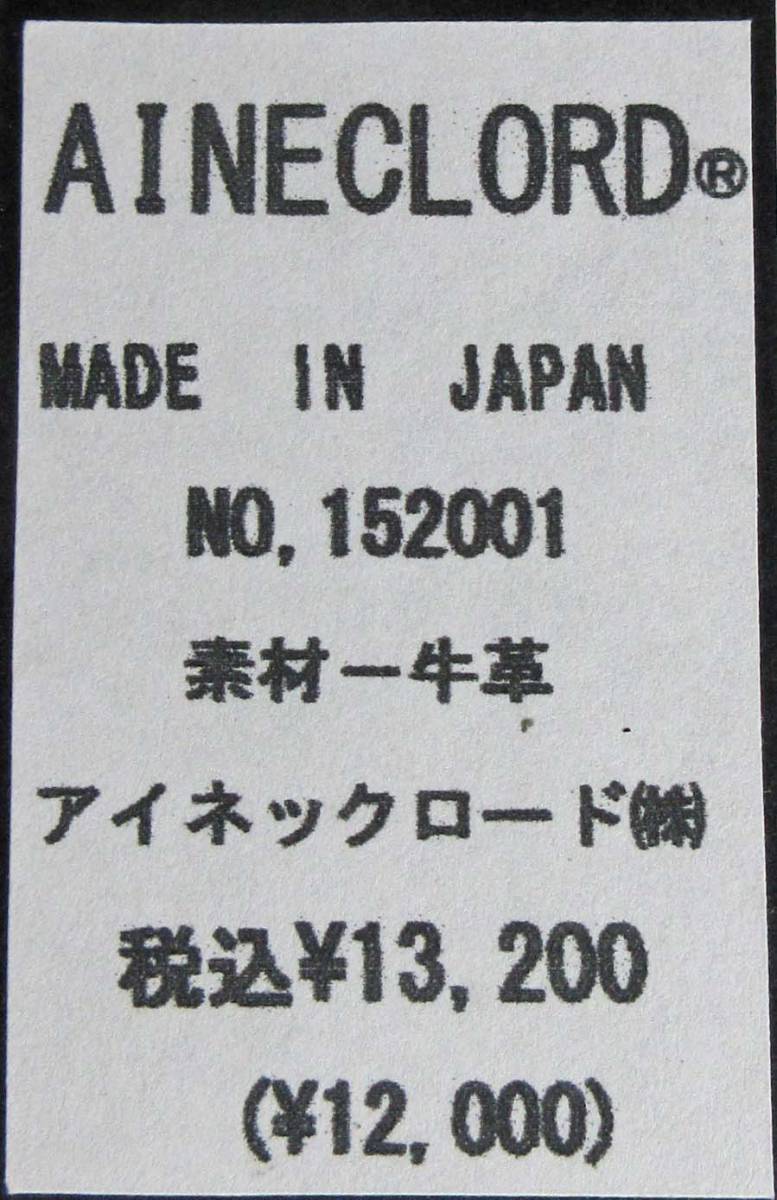 AINECLORD®
MADE IN JAPAN
NO,152001
素材ー牛革
アイネックロード㈱
税込¥13,200
(¥12,000)